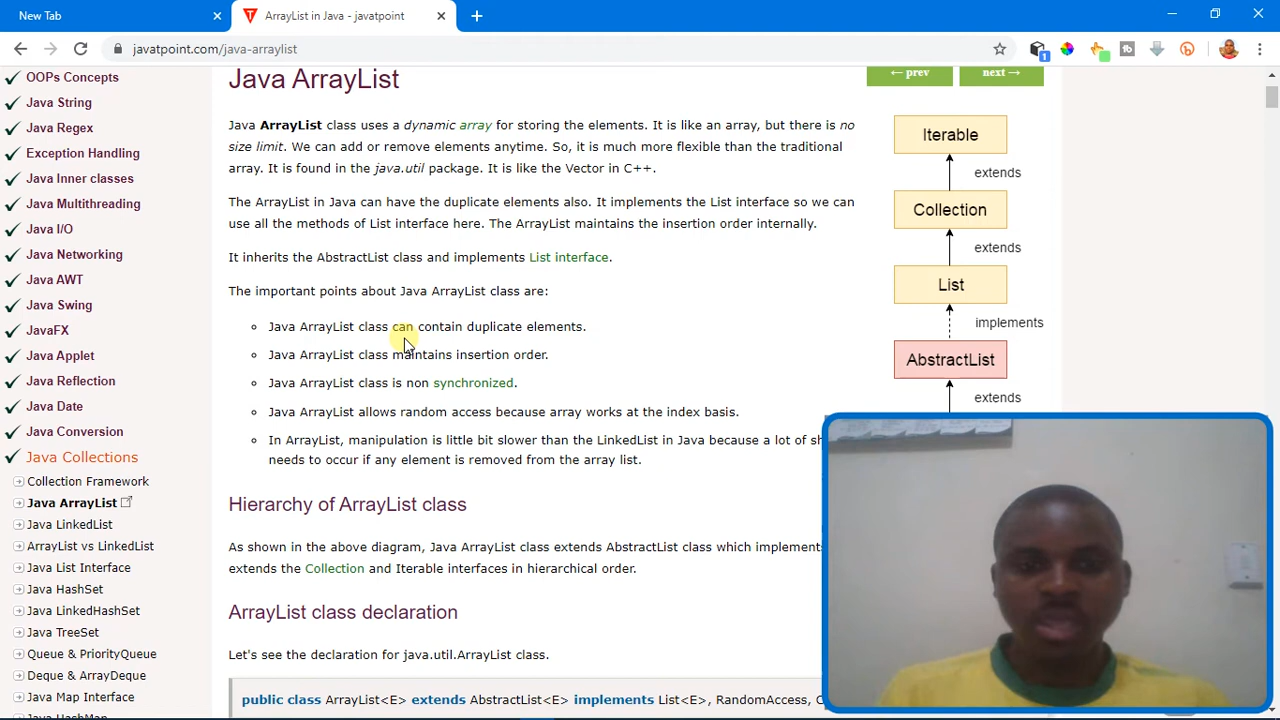 New Tab
ArrayList in Java - javatpoint
javatpoint.com/java-arraylist
1
OOPs Concepts
Java String
Java Regex
Exception Handling
Java Inner classes
Java Multithreading
Java I/O
Java Networking
Java AWT
Java Swing
JavaFX
Java Applet
Java Reflection
Java Date
Java Conversion
Java Collections
Collection Framework
Java ArrayList
Java LinkedList
ArrayList vs LinkedList
Java List Interface
Java HashSet
Java LinkedHashSet
Java TreeSet
Queue & PriorityQueue
Deque & ArrayDeque
Java Map Interface
Java HashMap
Java ArrayList
← prev
next →
Java ArrayList class uses a dynamic array for storing the elements. It is like an array, but there is no
size limit. We can add or remove elements anytime. So, it is much more flexible than the traditional
array. It is found in the java.util package. It is like the Vector in C++.
The ArrayList in Java can have the duplicate elements also. It implements the List interface so we can
use all the methods of List interface here. The ArrayList maintains the insertion order internally.
It inherits the AbstractList class and implements List interface.
The important points about Java ArrayList class are:
Java ArrayList class can contain duplicate elements.
Java ArrayList class maintains insertion order.
Java ArrayList class is non synchronized.
Java ArrayList allows random access because array works at the index basis.
In ArrayList, manipulation is little bit slower than the LinkedList in Java because a lot of
needs to occur if any element is removed from the array list.
Hierarchy of ArrayList class
As shown in the above diagram, Java ArrayList class extends AbstractList class which implements
extends the Collection and Iterable interfaces in hierarchical order.
ArrayList class declaration
Let's see the declaration for java.util.ArrayList class.
public class ArrayList<E> extends AbstractList<E> implements List<E>, RandomAccess,
Iterable
extends
Collection
extends
List
implements
AbstractList
extends